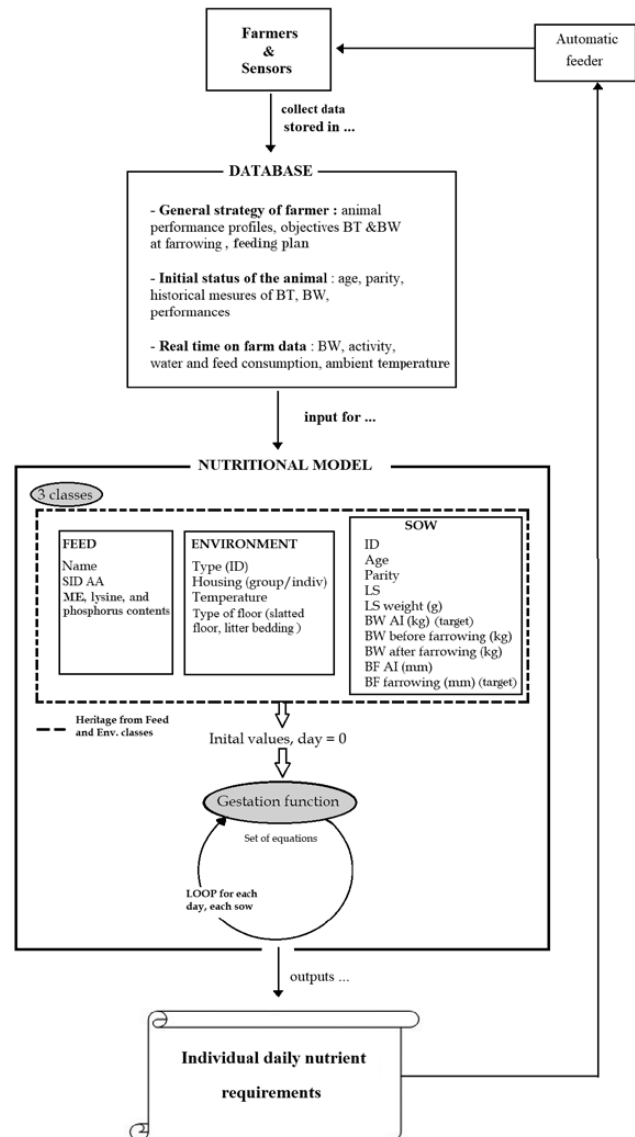 Farmers
&
Sensors
Automatic
feeder
collect data
stored in ...
DATABASE
- General strategy of farmer : animal
performance profiles, objectives BT &BW
at farrowing , feeding plan
- Initial status of the animal : age, parity,
historical mesures of BT, BW,
performances
- Real time on farm data : BW, activity,
water and feed consumption, ambient temperature
input for ...
NUTRITIONAL MODEL
3 classes
FEED
Name
SID AA
ME, lysine, and
phosphorus contents
ENVIRONMENT
Type (ID)
Housing (group/indiv)
Temperature
Type of floor (slatted
floor, litter bedding )
SOW
ID
Age
Parity
LS
LS weight (g)
BW AI (kg) (target)
BW before farrowing (kg)
BW after farrowing (kg)
BF AI (mm)
BF farrowing (mm) (target)
Heritage from Feed
and Env. classes
Inital values, day = 0
Gestation function
Set of equations
LOOP for each
day, each sow
outputs ...
Individual daily nutrient
requirements